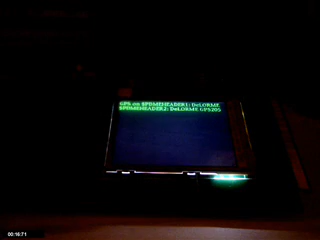 GPS on $PDMEHEADER1: DeLORME
$PDMEHEADER2: DeLORME GPS205
00:16:71